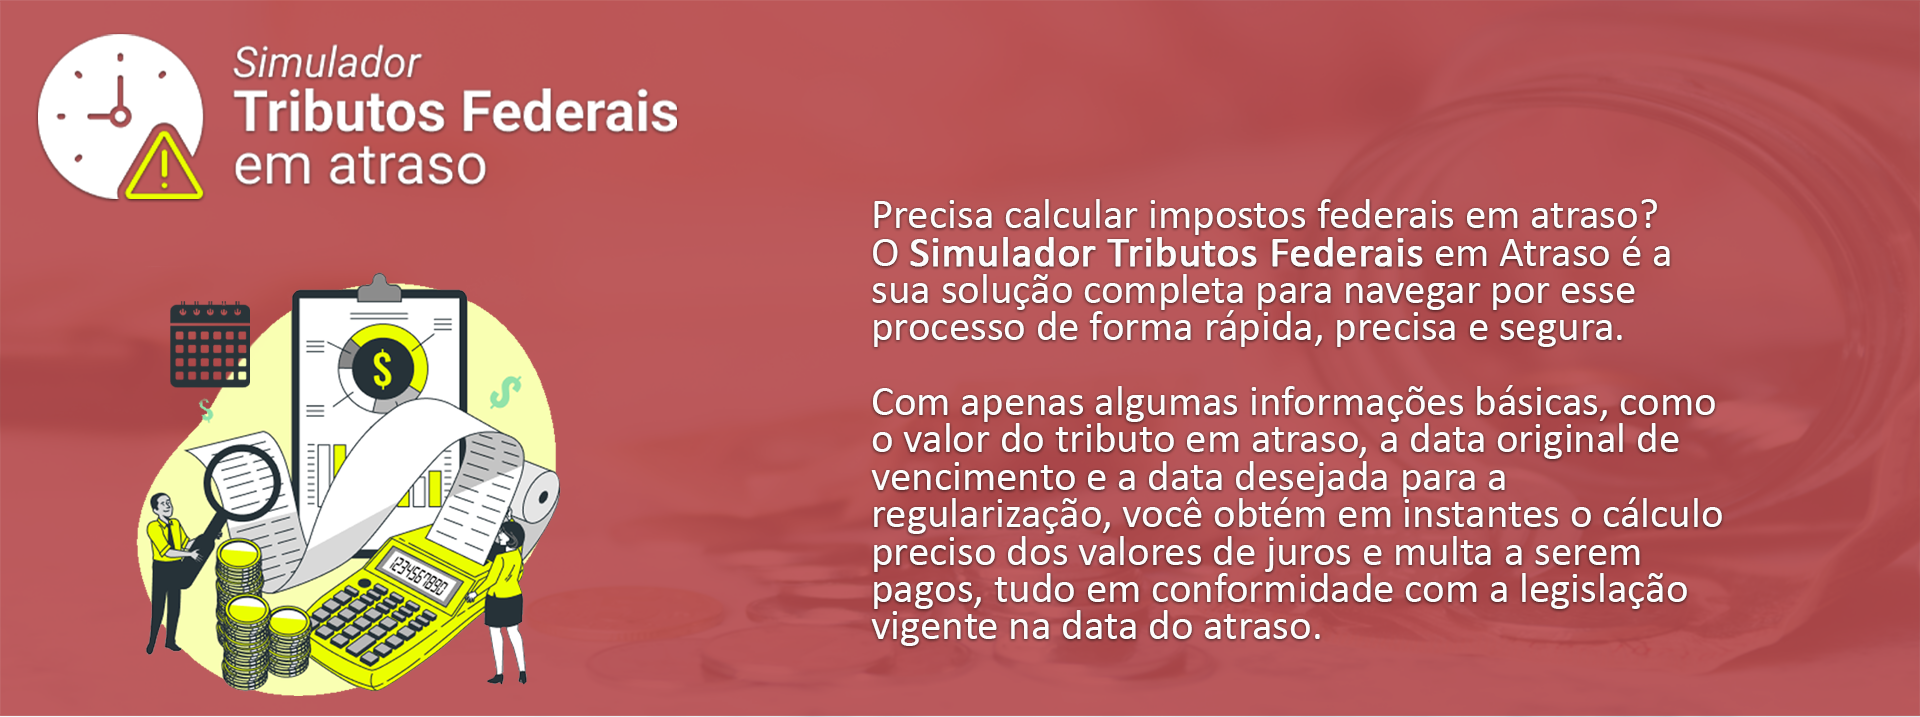 Simulador
Tributos Federais
em atraso
Precisa calcular impostos federais em atraso?
O Simulador Tributos Federais em Atraso é a
sua solução completa para navegar por esse
processo de forma rápida, precisa e segura.
Com apenas algumas informações básicas, como
o valor do tributo em atraso, a data original de
vencimento e a data desejada para a
regularização, você obtém em instantes o cálculo
preciso dos valores de juros e multa a serem
pagos, tudo em conformidade com a legislação
vigente na data do atraso.
$
$
$
1234567890